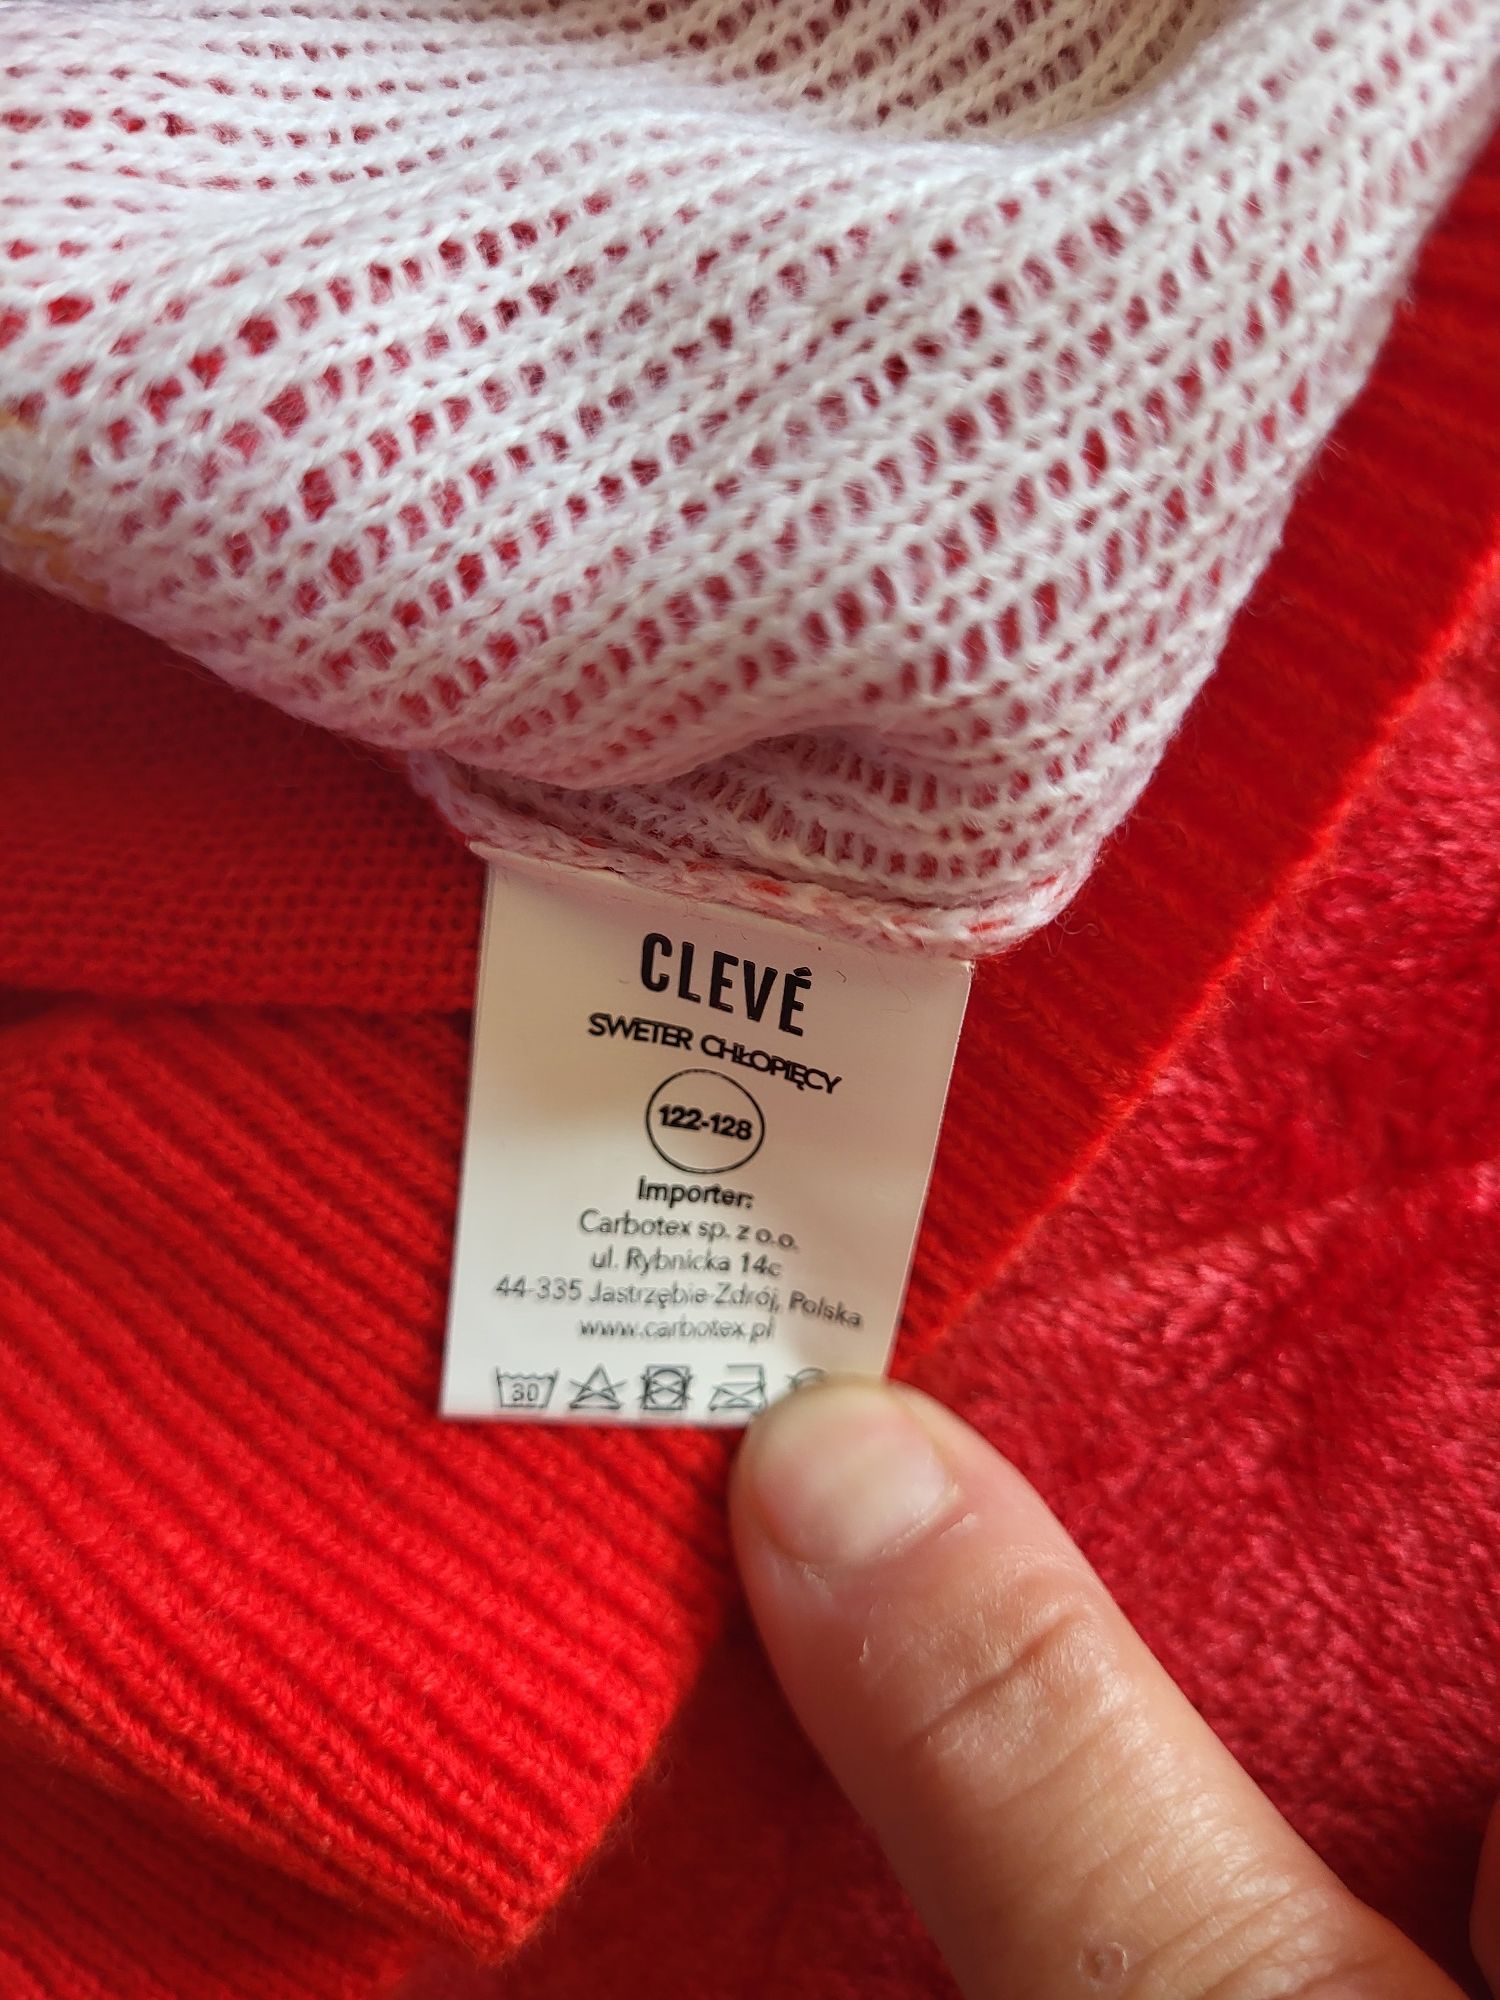 CLEVÉ
SWETER CHŁOPIĘCY
122-128
Importer:
Carbotex sp. z o.o.
ul. Rybnicka 14c
44-335 Jastrzębie-Zdrój, Polska
www.carbotex.pl
30